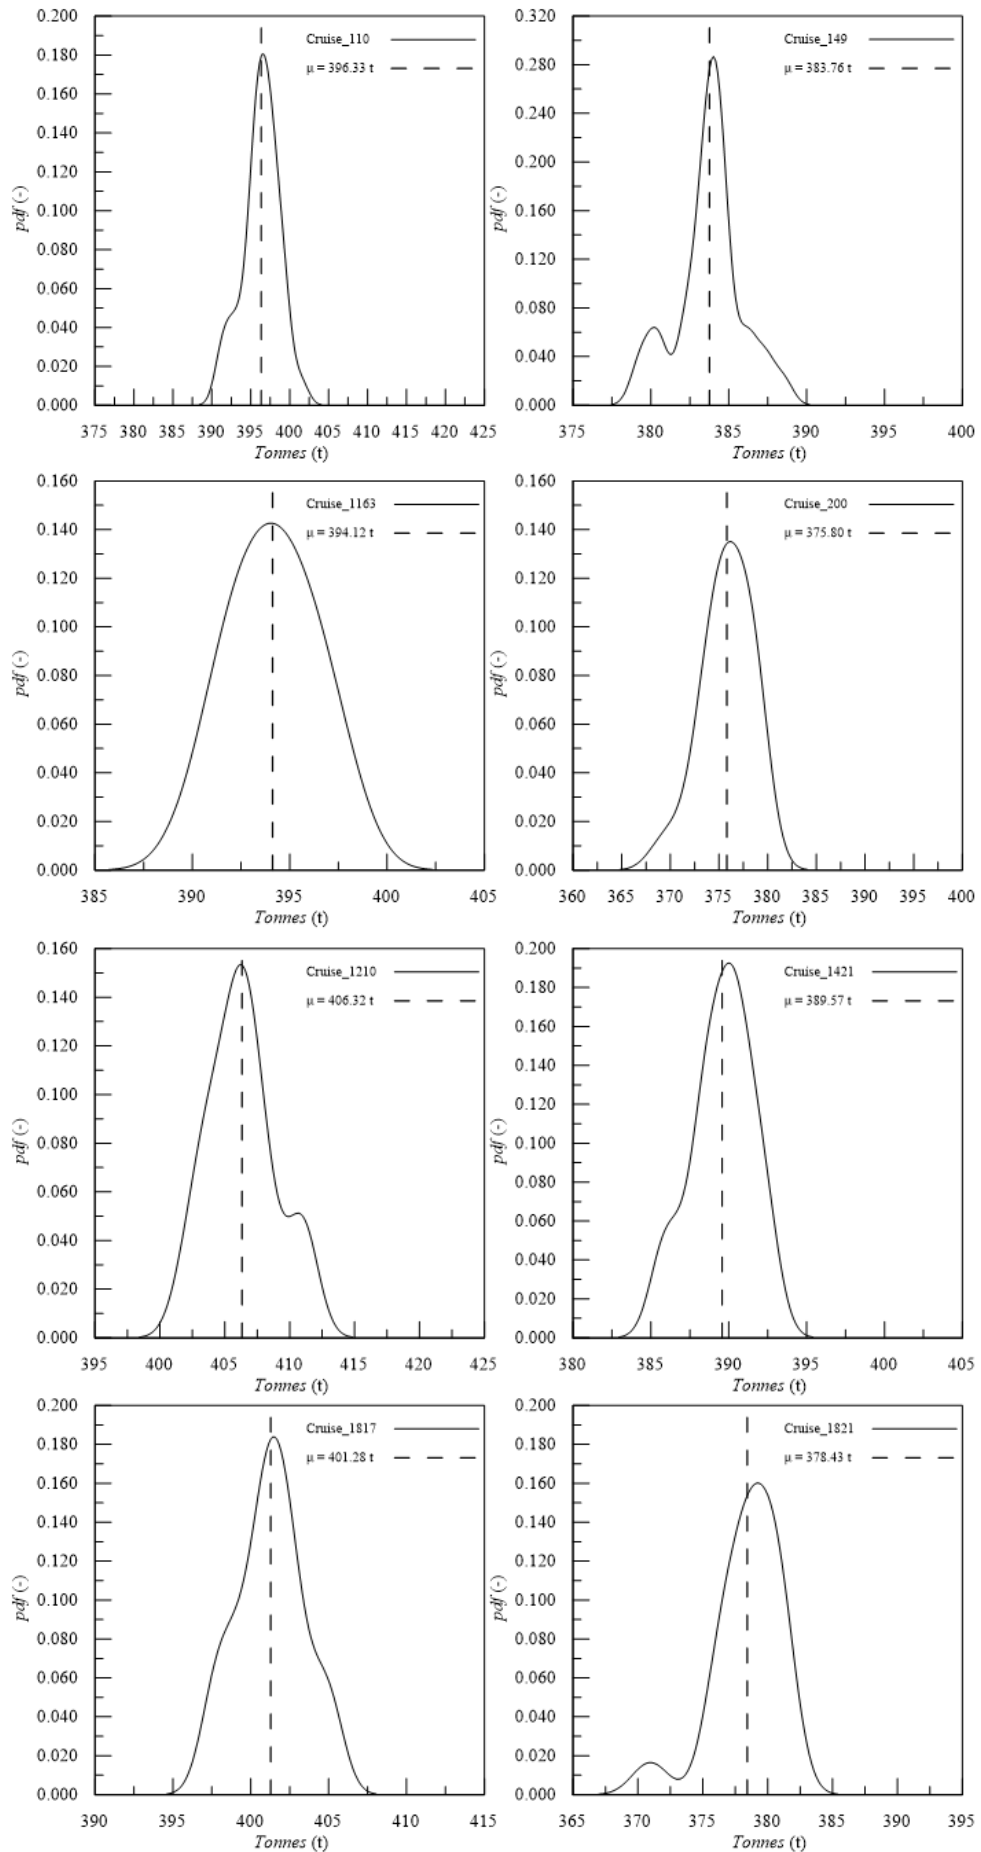 0.200
0.180
0.160
0.140
0.120
0.100
0.080
0.060
0.040
0.020
0.000
pdf (-)
Cruise_110
μ = 396.33 t
375 380 385 390 395 400 405 410 415 420 425
Tonnes (t)
0.320
0.280
0.240
0.200
0.160
0.120
0.080
0.040
0.000
pdf (-)
Cruise_149
μ = 383.76 t
375 380 385 390 395 400
Tonnes (t)
0.160
0.140
0.120
0.100
0.080
0.060
0.040
0.020
0.000
pdf (-)
Cruise_1163
μ = 394.12 t
385 390 395 400 405
Tonnes (t)
0.160
0.140
0.120
0.100
0.080
0.060
0.040
0.020
0.000
pdf (-)
Cruise_200
μ = 375.80 t
360 365 370 375 380 385 390 395 400
Tonnes (t)
0.160
0.140
0.120
0.100
0.080
0.060
0.040
0.020
0.000
pdf (-)
Cruise_1210
μ = 406.32 t
395 400 405 410 415 420 425
Tonnes (t)
0.200
0.180
0.160
0.140
0.120
0.100
0.080
0.060
0.040
0.020
0.000
pdf (-)
Cruise_1421
μ = 389.57 t
380 385 390 395 400 405
Tonnes (t)
0.200
0.180
0.160
0.140
0.120
0.100
0.080
0.060
0.040
0.020
0.000
pdf (-)
Cruise_1817
μ = 401.28 t
390 395 400 405 410 415
Tonnes (t)
0.200
0.180
0.160
0.140
0.120
0.100
0.080
0.060
0.040
0.020
0.000
pdf (-)
Cruise_1821
μ = 378.43 t
365 370 375 380 385 390 395
Tonnes (t)